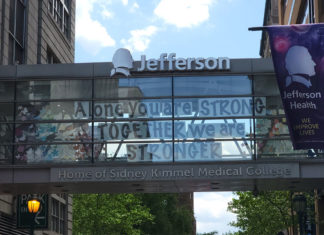 Jefferson
Alone you are STRONG
TOGETHER we are
STRONGER
Home of Sidney Kimmel Medical College
Jefferson
Health
WE
IMPROVE
LIVES
PARK